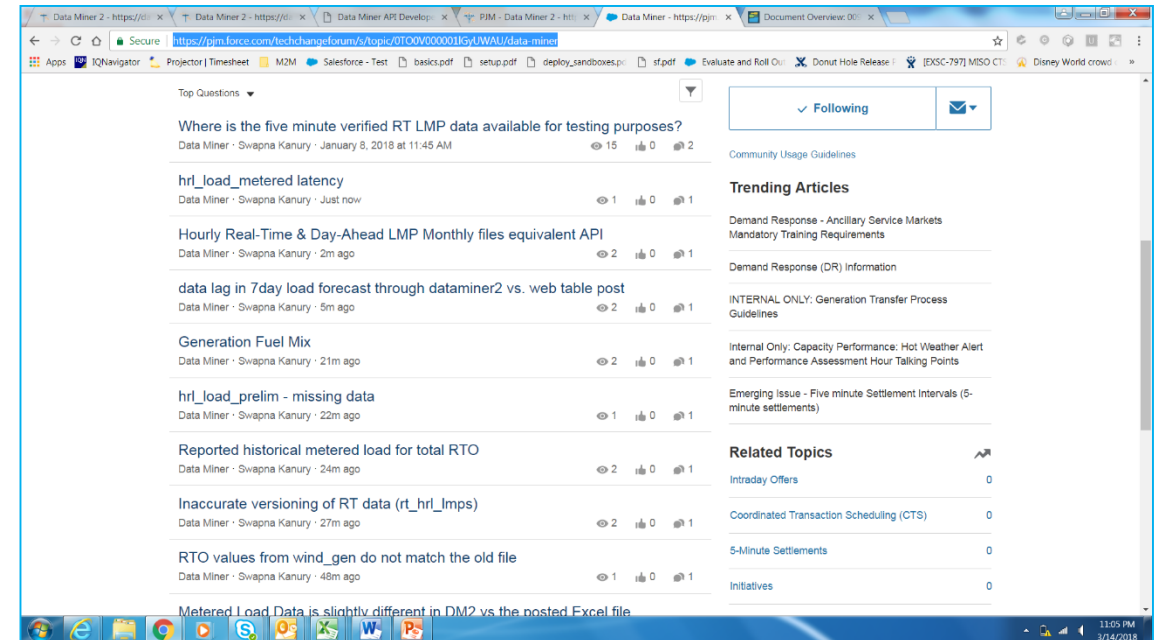 Data Miner 2 - https://da
Data Miner 2 - https://da
Data Miner API Develope
PJM - Data Miner 2 - htt
Data Miner - https://pjm
Document Overview: 005
Secure
https://pjm.force.com/techchangeforum/s/topic/0TO0V000001lGyUWAU/data-miner
Apps
IQNavigator
Projector | Timesheet
M2M
Salesforce - Test
basics.pdf
setup.pdf
deploy_sandboxes.pd
sf.pdf
Evaluate and Roll Out
Donut Hole Release F
[EXSC-797] MISO CTS
Disney World crowd c
»
Top Questions
Where is the five minute verified RT LMP data available for testing purposes?
Data Miner · Swapna Kanury · January 8, 2018 at 11:45 AM 15 0 2
hrl_load_metered latency
Data Miner · Swapna Kanury · Just now 1 0 1
Hourly Real-Time & Day-Ahead LMP Monthly files equivalent API
Data Miner · Swapna Kanury · 2m ago 2 0 1
data lag in 7day load forecast through dataminer2 vs. web table post
Data Miner · Swapna Kanury · 5m ago 2 0 1
Generation Fuel Mix
Data Miner · Swapna Kanury · 21m ago 2 0 1
hrl_load_prelim - missing data
Data Miner · Swapna Kanury · 22m ago 1 0 1
Reported historical metered load for total RTO
Data Miner · Swapna Kanury · 24m ago 2 0 1
Inaccurate versioning of RT data (rt_hrl_lmps)
Data Miner · Swapna Kanury · 27m ago 2 0 1
RTO values from wind_gen do not match the old file
Data Miner · Swapna Kanury · 48m ago 1 0 1
Metered Load Data is slightly different in DM2 vs the posted Excel file
Following
Community Usage Guidelines
Trending Articles
Demand Response - Ancillary Service Markets
Mandatory Training Requirements
Demand Response (DR) Information
INTERNAL ONLY: Generation Transfer Process
Guidelines
Internal Only: Capacity Performance: Hot Weather Alert
and Performance Assessment Hour Talking Points
Emerging Issue - Five minute Settlement Intervals (5-
minute settlements)
Related Topics
Intraday Offers 0
Coordinated Transaction Scheduling (CTS) 0
5-Minute Settlements 0
Initiatives 0
11:05 PM
3/14/2018